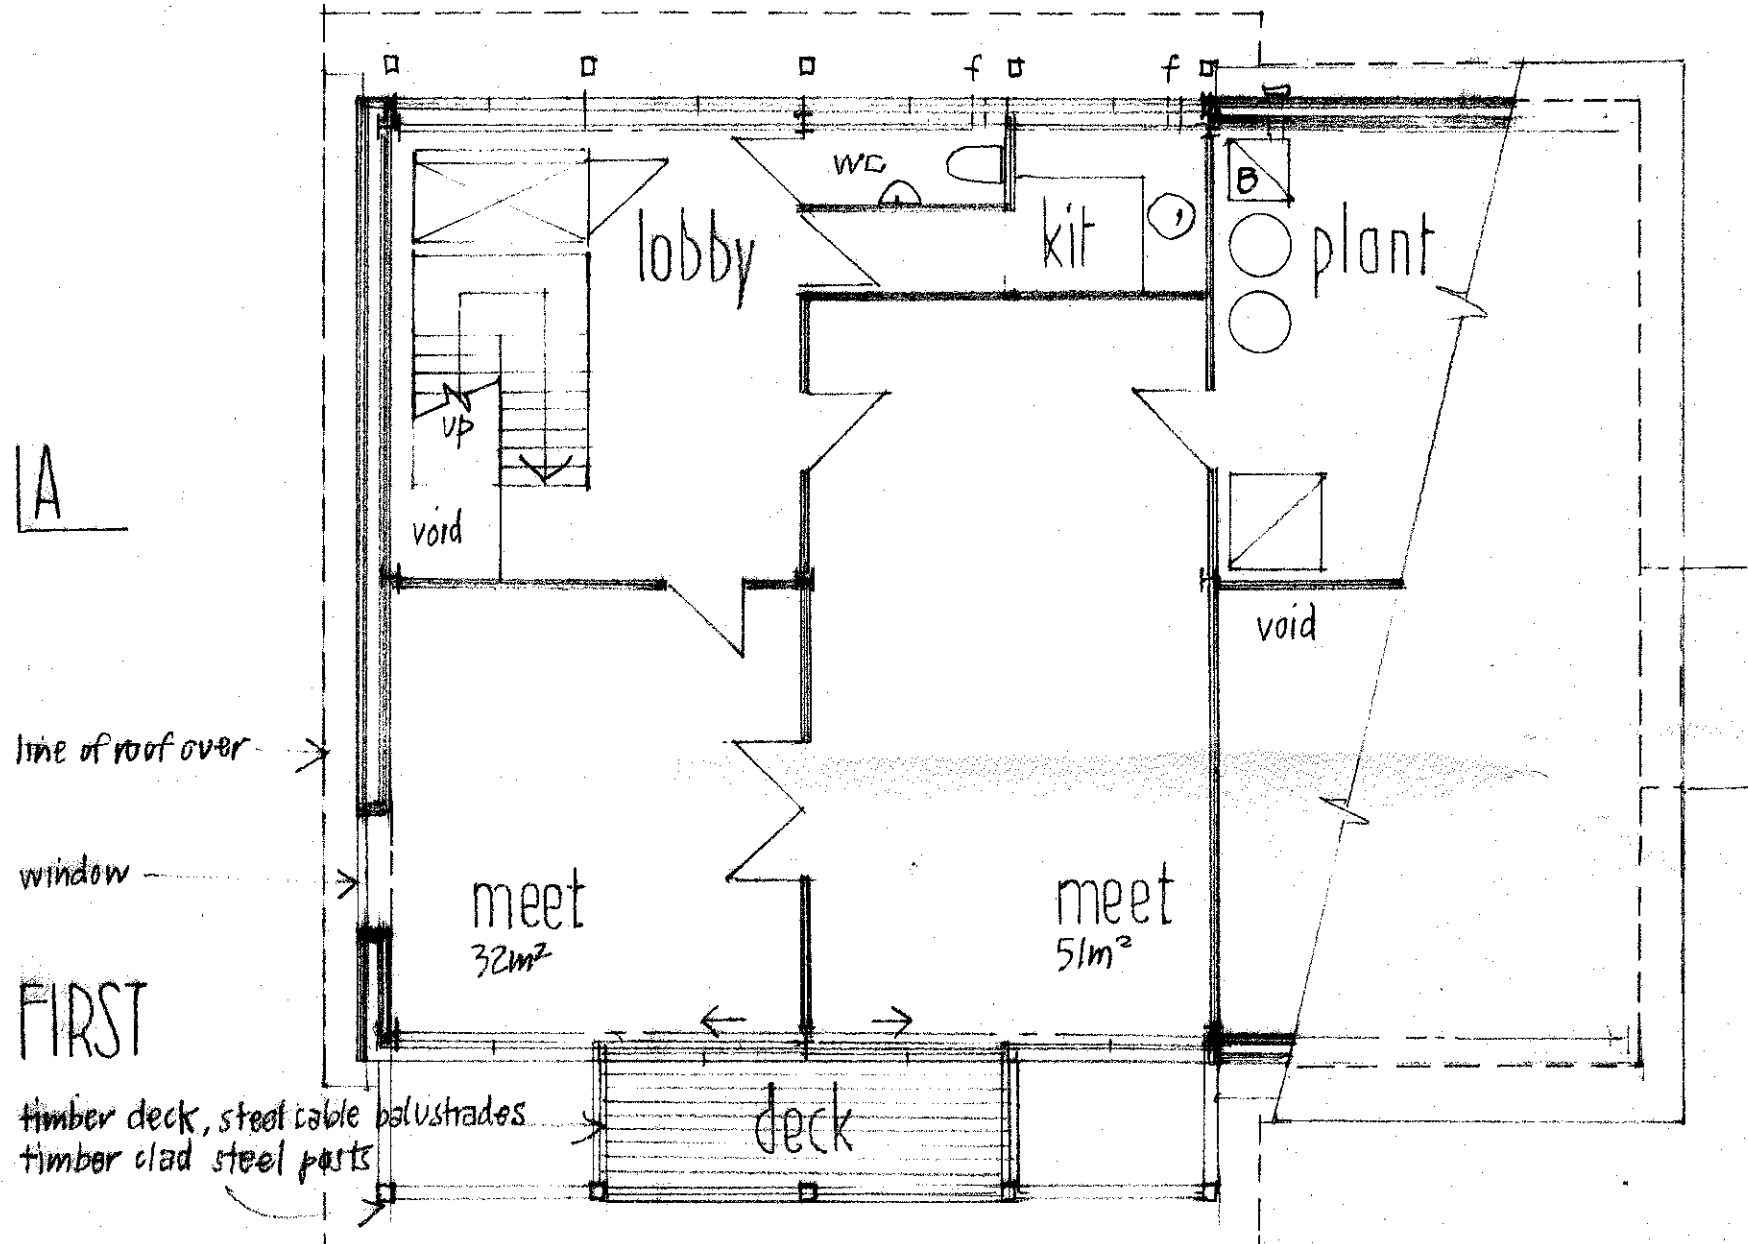 f f
WC
B
lobby
kit
plant
up
LA
void
void
line of roof over
window
meet
32m²
meet
51m²
FIRST
deck
timber deck, steel cable balustrades
timber clad steel posts